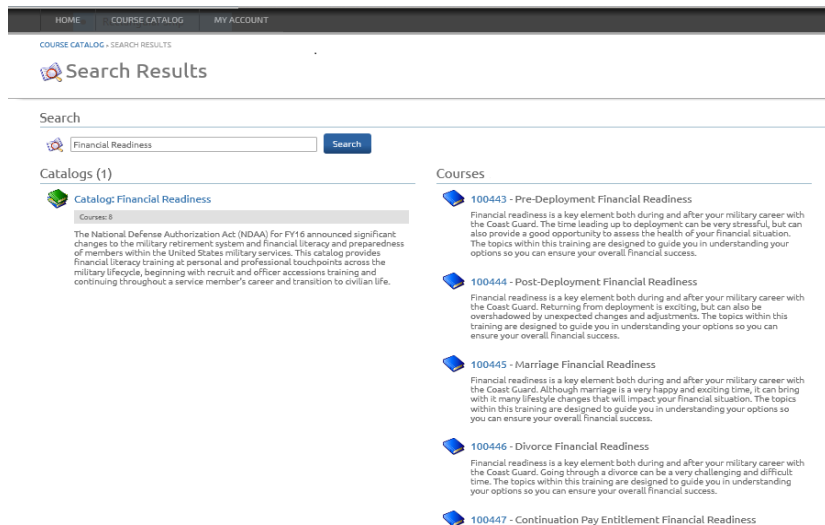 HOME COURSE CATALOG MY ACCOUNT
COURSE CATALOG › SEARCH RESULTS
Search Results
Search
Financial Readiness Search
Catalogs (1)
Catalog: Financial Readiness
Courses: 8
The National Defense Authorization Act (NDAA) for FY16 announced significant
changes to the military retirement system and financial literacy and preparedness
of members within the United States military services. This catalog provides
financial literacy training at personal and professional touchpoints across the
military lifecycle, beginning with recruit and officer accessions training and
continuing throughout a service member's career and transition to civilian life.
Courses
100443 - Pre-Deployment Financial Readiness
Financial readiness is a key element both during and after your military career with
the Coast Guard. The time leading up to deployment can be very stressful, but can
also provide a good opportunity to assess the health of your financial situation.
The topics within this training are designed to guide you in understanding your
options so you can ensure your overall financial success.
100444 - Post-Deployment Financial Readiness
Financial readiness is a key element both during and after your military career with
the Coast Guard. Returning from deployment is exciting, but can also be
overshadowed by unexpected changes and adjustments. The topics within this
training are designed to guide you in understanding your options so you can
ensure your overall financial success.
100445 - Marriage Financial Readiness
Financial readiness is a key element both during and after your military career with
the Coast Guard. Although marriage is a very happy and exciting time, it can bring
with it many lifestyle changes that will impact your financial situation. The topics
within this training are designed to guide you in understanding your options so
you can ensure your overall financial success.
100446 - Divorce Financial Readiness
Financial readiness is a key element both during and after your military career with
the Coast Guard. Going through a divorce can be a very challenging and difficult
time. The topics within this training are designed to guide you in understanding
your options so you can ensure your overall financial success.
100447 - Continuation Pay Entitlement Financial Readiness